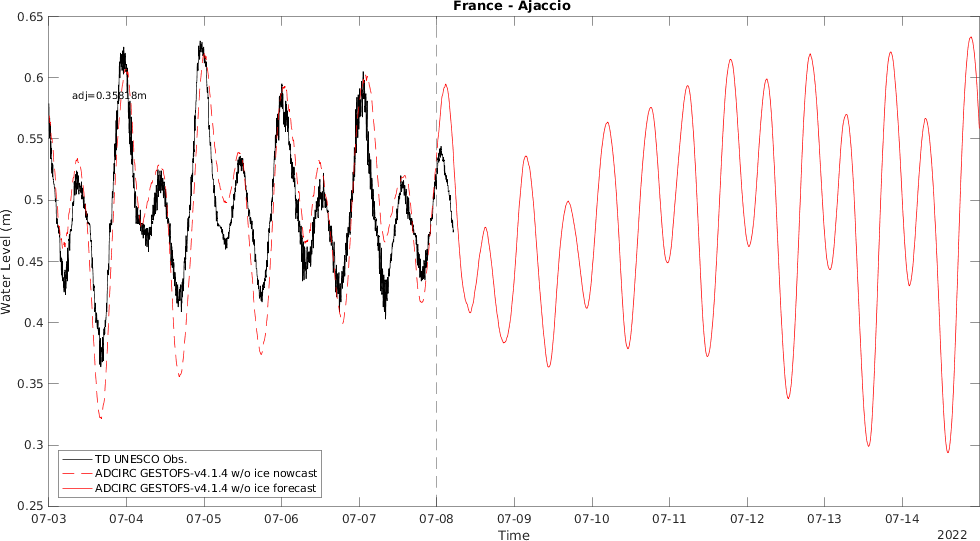 France - Ajaccio
0.65
0.6
0.55
0.5
0.45
0.4
0.35
0.3
0.25
Water Level (m)
adj=0.35818m
TD UNESCO Obs.
ADCIRC GESTOFS-v4.1.4 w/o ice nowcast
ADCIRC GESTOFS-v4.1.4 w/o ice forecast
07-03 07-04 07-05 07-06 07-07 07-08 07-09 07-10 07-11 07-12 07-13 07-14
Time
2022